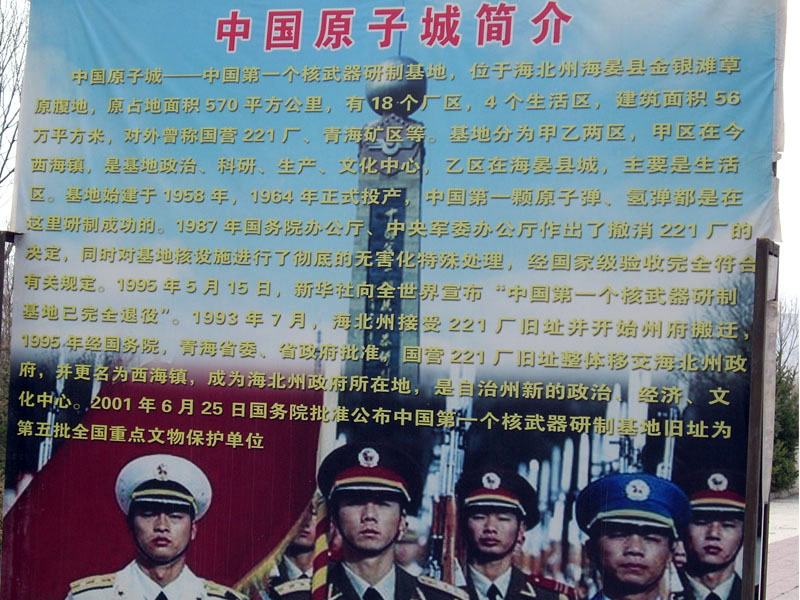 中国原子城简介
中国原子城——中国第一个核武器研制基地，位于海北州海晏县金银滩草
原腹地，原占地面积570平方公里，有18个厂区，4个生活区，建筑面积56
万平方米，对外曾称国营221厂、青海矿区等。基地分为甲乙两区，甲区在今
西海镇，是基地政治、科研、生产、文化中心，乙区在海晏县城，主要是生活
区。基地始建于1958年，1964年正式投产，中国第一颗原子弹、氢弹都是在
这里研制成功的。1987年国务院办公厅、中央军委办公厅作出了撤消221厂的
决定，同时对基地核设施进行了彻底的无害化特殊处理，经国家级验收完全符合
有关规定。1995年5月15日，新华社向全世界宣布“中国第一个核武器研制
基地已完全退役”。1993年7月，海北州接受221厂旧址并开始州府搬迁，
1995年经国务院，青海省委、省政府批准，国营221厂旧址整体移交海北州政
府，并更名为西海镇，成为海北州政府所在地，是自治州新的政治、经济、文
化中心。2001年6月25日国务院批准公布中国第一个核武器研制基地旧址为
第五批全国重点文物保护单位